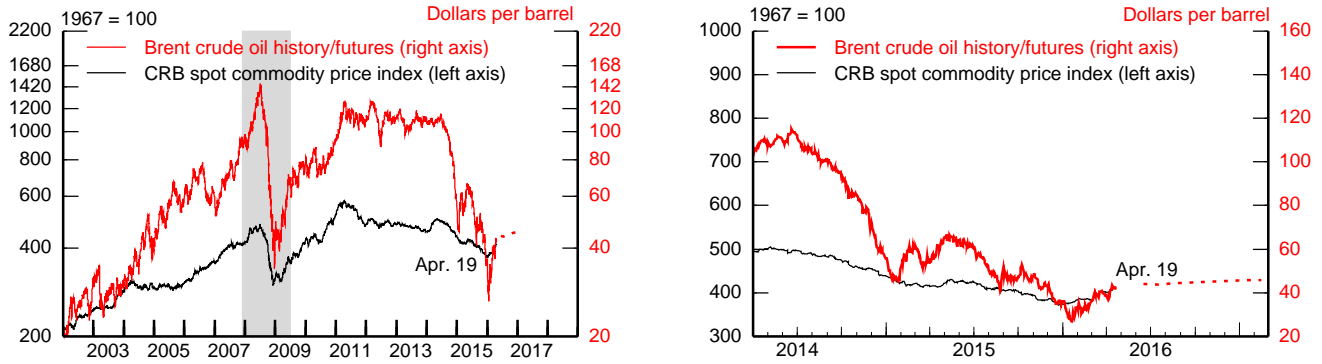 1967 = 100
Dollars per barrel
Brent crude oil history/futures (right axis)
CRB spot commodity price index (left axis)
2200
1680
1420
1200
1000
800
600
400
200
220
168
142
120
100
80
60
40
20
Apr. 19
2003 2005 2007 2009 2011 2013 2015 2017
1967 = 100
Dollars per barrel
Brent crude oil history/futures (right axis)
CRB spot commodity price index (left axis)
1000
900
800
700
600
500
400
300
160
140
120
100
80
60
40
20
Apr. 19
2014 2015 2016